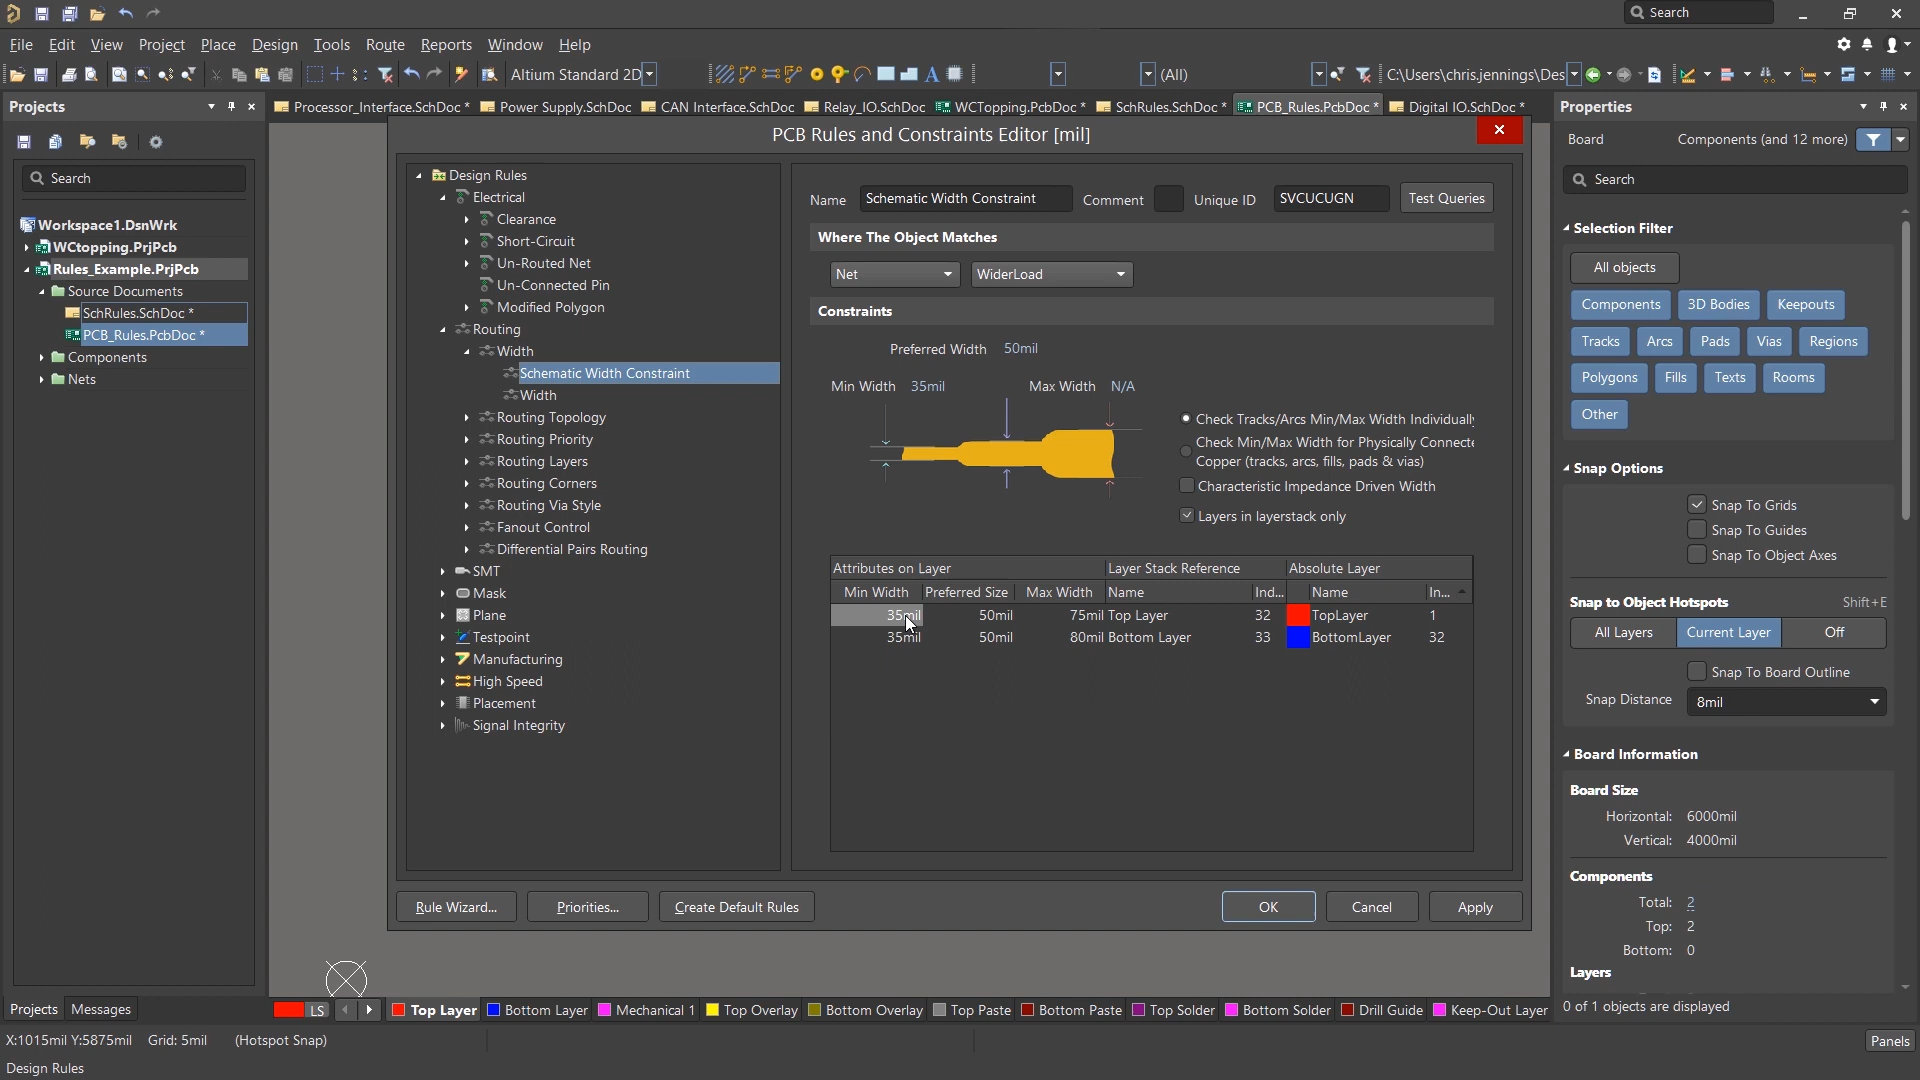 Search
File Edit View Project Place Design Tools Route Reports Window Help
Altium Standard 2D (All) C:\Users\chris.jennings\Des
Projects
Processor_Interface.SchDoc * Power Supply.SchDoc CAN Interface.SchDoc Relay_IO.SchDoc WCTopping.PcbDoc * SchRules.SchDoc * PCB_Rules.PcbDoc * Digital IO.SchDoc *
Search
Workspace1.DsnWrk
WCtopping.PrjPcb
Rules_Example.PrjPcb
Source Documents
SchRules.SchDoc *
PCB_Rules.PcbDoc *
Components
Nets
PCB Rules and Constraints Editor [mil]
Design Rules
Electrical
Clearance
Short-Circuit
Un-Routed Net
Un-Connected Pin
Modified Polygon
Routing
Width
Schematic Width Constraint
Width
Routing Topology
Routing Priority
Routing Layers
Routing Corners
Routing Via Style
Fanout Control
Differential Pairs Routing
SMT
Mask
Plane
Testpoint
Manufacturing
High Speed
Placement
Signal Integrity
Name Schematic Width Constraint Comment Unique ID SVCUCUGN Test Queries
Where The Object Matches
Net WiderLoad
Constraints
Preferred Width 50mil
Min Width 35mil Max Width N/A
Check Tracks/Arcs Min/Max Width Individually
Check Min/Max Width for Physically Connecte
Copper (tracks, arcs, fills, pads & vias)
Characteristic Impedance Driven Width
Layers in layerstack only
Attributes on Layer Layer Stack Reference Absolute Layer
Min Width Preferred Size Max Width Name Ind... Name In...
35mil 50mil 75mil Top Layer 32 TopLayer 1
35mil 50mil 80mil Bottom Layer 33 BottomLayer 32
Rule Wizard... Priorities... Create Default Rules OK Cancel Apply
Properties
Board Components (and 12 more)
Search
Selection Filter
All objects
Components 3D Bodies Keepouts
Tracks Arcs Pads Vias Regions
Polygons Fills Texts Rooms
Other
Snap Options
Snap To Grids
Snap To Guides
Snap To Object Axes
Snap to Object Hotspots Shift+E
All Layers Current Layer Off
Snap To Board Outline
Snap Distance 8mil
Board Information
Board Size
Horizontal: 6000mil
Vertical: 4000mil
Components
Total: 2
Top: 2
Bottom: 0
Layers
0 of 1 objects are displayed
Projects Messages
LS Top Layer Bottom Layer Mechanical 1 Top Overlay Bottom Overlay Top Paste Bottom Paste Top Solder Bottom Solder Drill Guide Keep-Out Layer
X:1015mil Y:5875mil Grid: 5mil (Hotspot Snap)
Panels
Design Rules